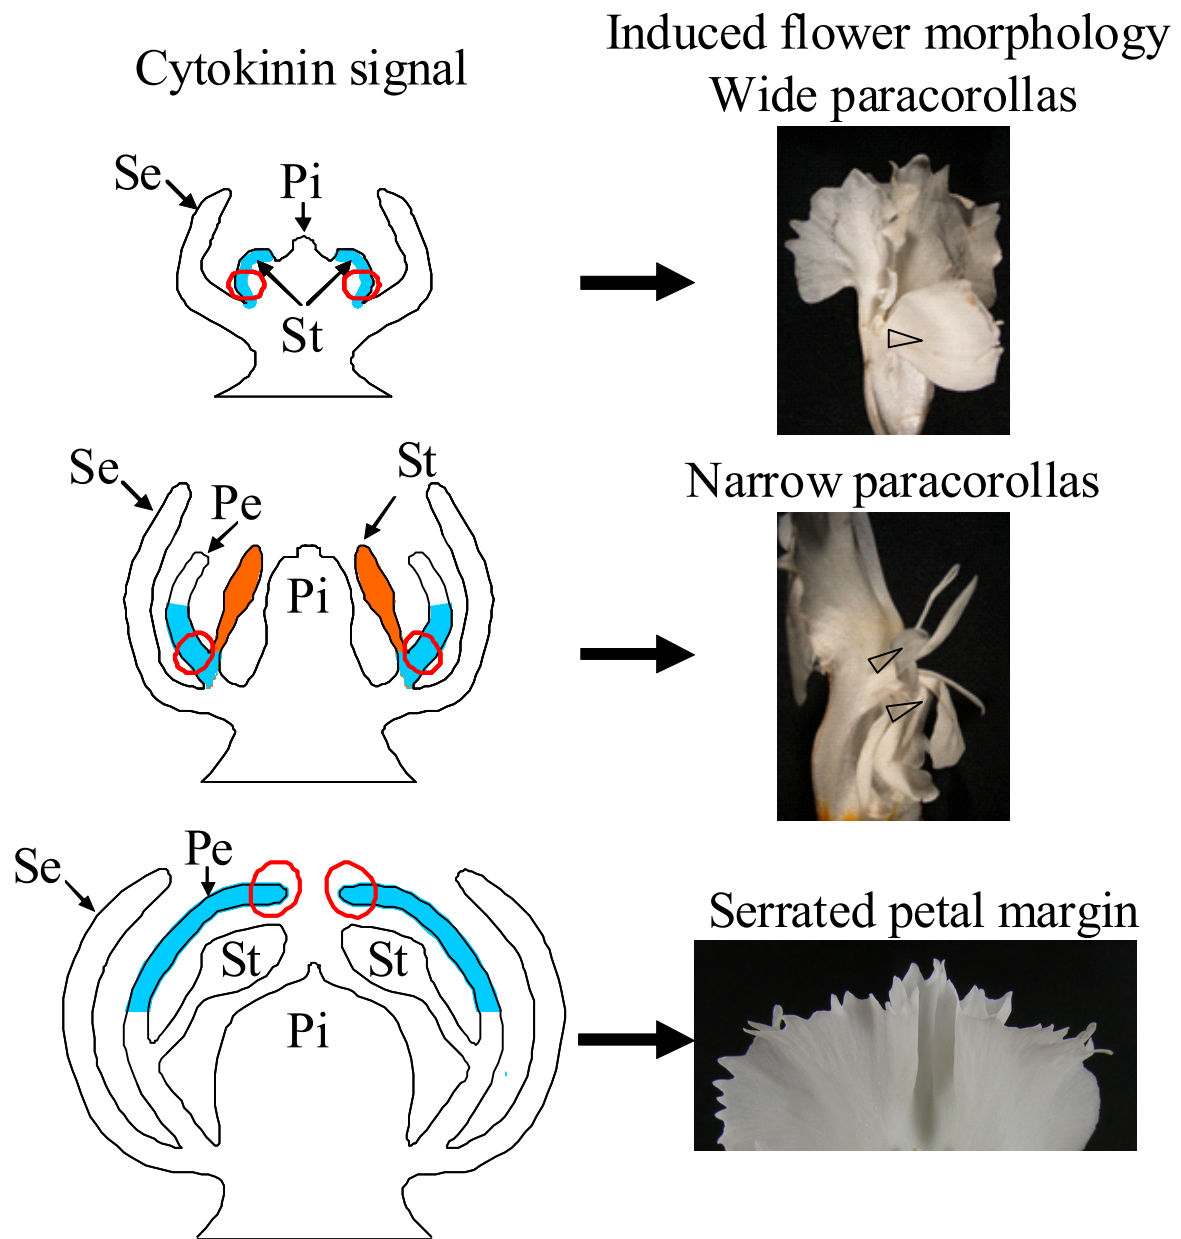 Cytokinin signal
Induced flower morphology
Wide paracorollas
Se
Pi
St
Narrow paracorollas
Se
Pe
St
Pi
Serrated petal margin
Se
Pe
St
St
Pi